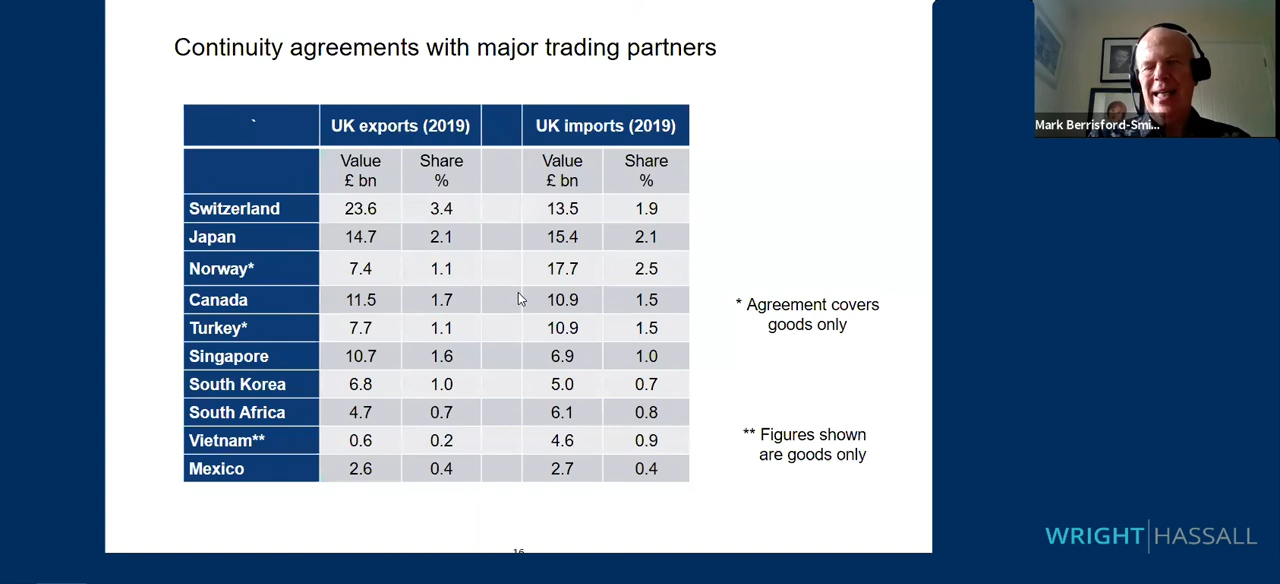 Continuity agreements with major trading partners
` UK exports (2019) UK imports (2019)
Value Share Value Share
£ bn % £ bn %
Switzerland 23.6 3.4 13.5 1.9
Japan 14.7 2.1 15.4 2.1
Norway* 7.4 1.1 17.7 2.5
Canada 11.5 1.7 10.9 1.5
Turkey* 7.7 1.1 10.9 1.5
Singapore 10.7 1.6 6.9 1.0
South Korea 6.8 1.0 5.0 0.7
South Africa 4.7 0.7 6.1 0.8
Vietnam** 0.6 0.2 4.6 0.9
Mexico 2.6 0.4 2.7 0.4
* Agreement covers
goods only
** Figures shown
are goods only
16
Mark Berrisford-Smi...
WRIGHT HASSALL